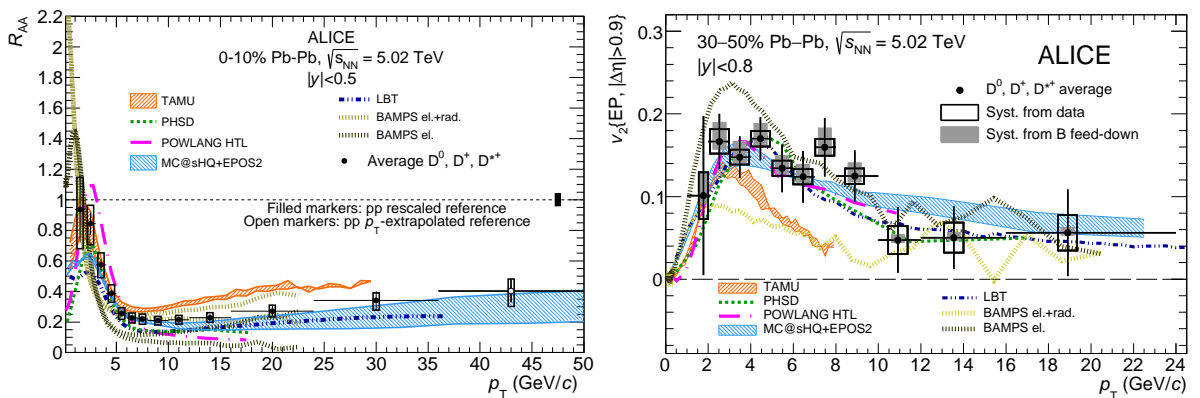 R_AA
2.2
2
1.8
1.6
1.4
1.2
1
0.8
0.6
0.4
0.2
0
ALICE
0-10% Pb-Pb, √s_NN = 5.02 TeV
|y|<0.5
TAMU
PHSD
POWLANG HTL
MC@sHQ+EPOS2
LBT
BAMPS el.+rad.
BAMPS el.
Average D⁰, D⁺, D*⁺
Filled markers: pp rescaled reference
Open markers: pp p_T-extrapolated reference
0 5 10 15 20 25 30 35 40 45 50
p_T (GeV/c)
v₂{EP, |Δη|>0.9}
0.3
0.2
0.1
0
30–50% Pb–Pb, √s_NN = 5.02 TeV
|y|<0.8
ALICE
D⁰, D⁺, D*⁺ average
Syst. from data
Syst. from B feed-down
TAMU
PHSD
POWLANG HTL
MC@sHQ+EPOS2
LBT
BAMPS el.+rad.
BAMPS el.
0 2 4 6 8 10 12 14 16 18 20 22 24
p_T (GeV/c)